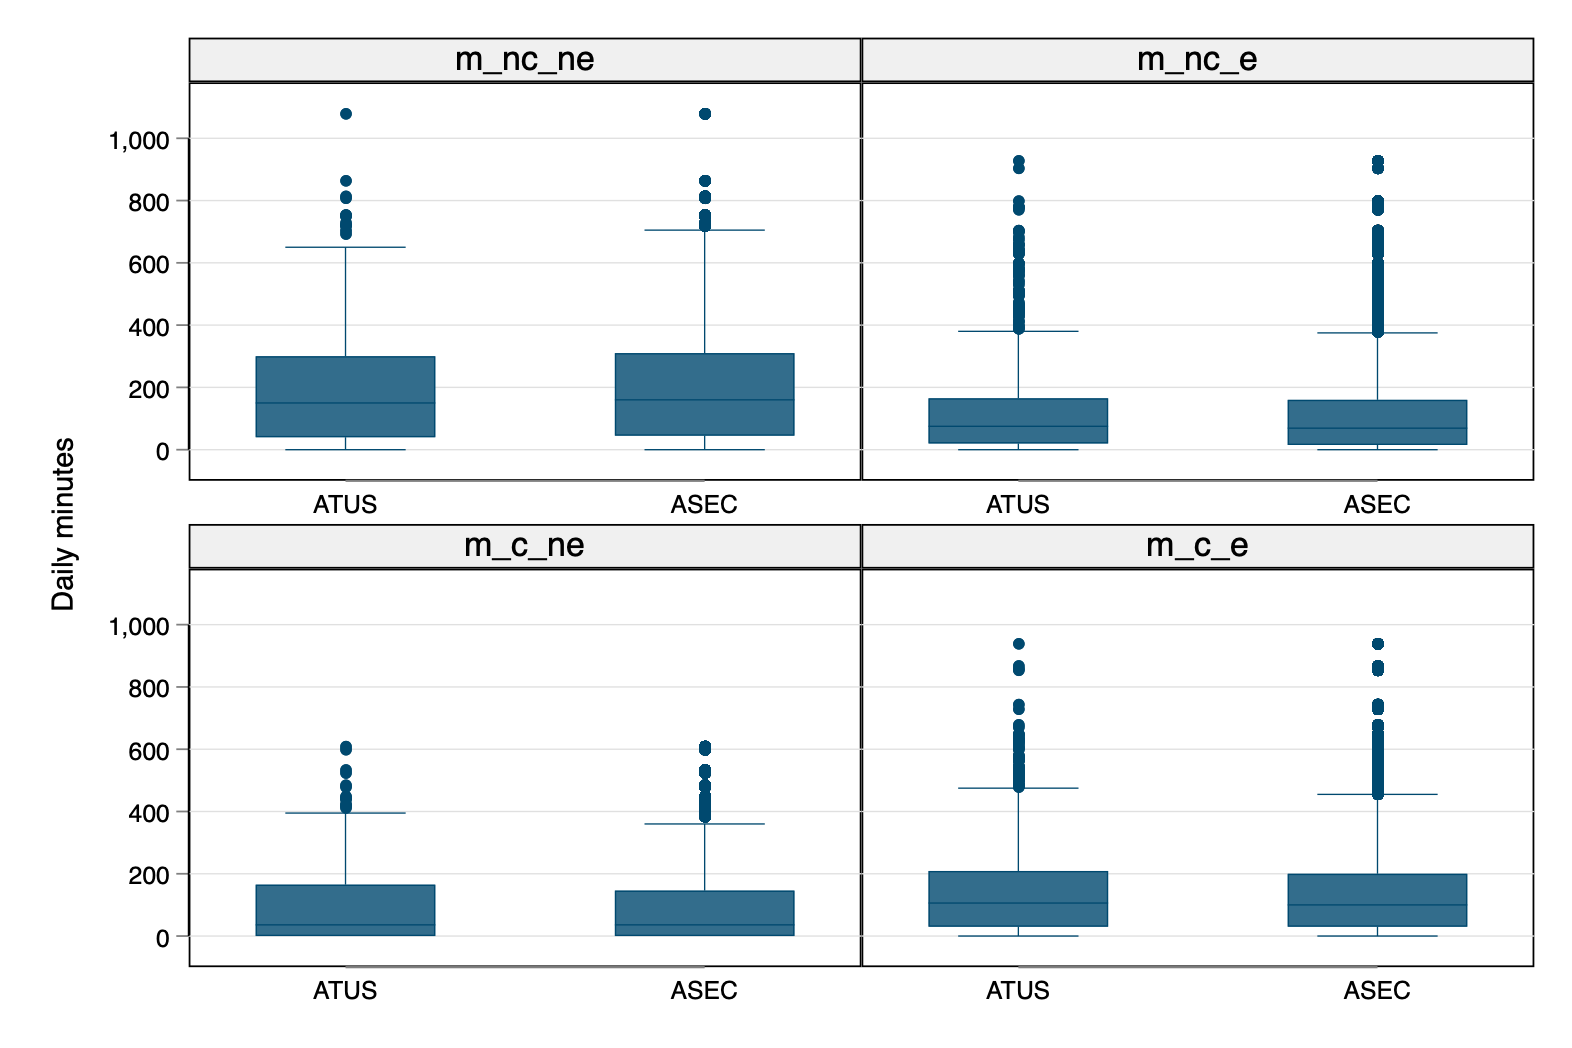 m_nc_ne
m_nc_e
1,000
800
600
400
200
0
ATUS
ASEC
ATUS
ASEC
Daily minutes
m_c_ne
m_c_e
1,000
800
600
400
200
0
ATUS
ASEC
ATUS
ASEC